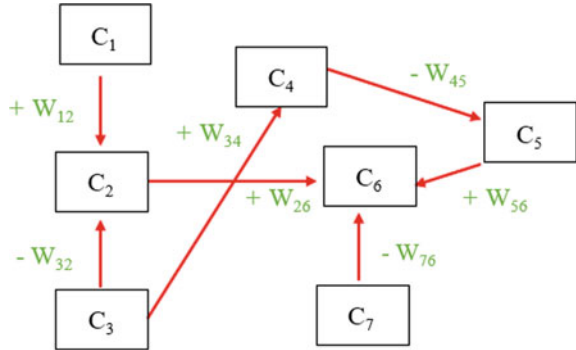 C₁
C₄
- W₄₅
+ W₁₂
+ W₃₄
C₅
C₂
C₆
+ W₂₆
+ W₅₆
- W₃₂
- W₇₆
C₃
C₇